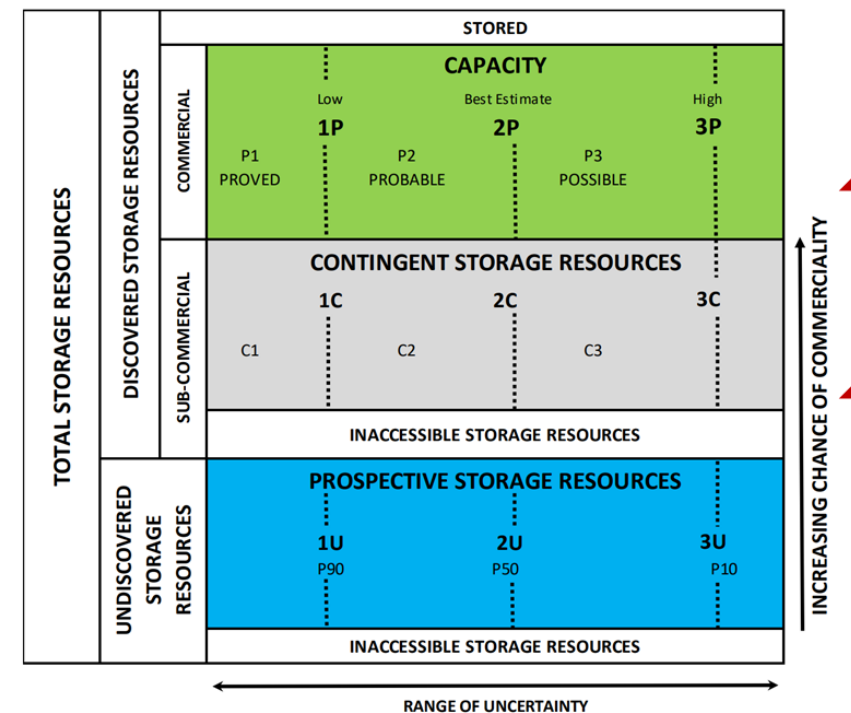 STORED
CAPACITY
Low Best Estimate High
1P 2P 3P
P1 P2 P3
PROVED PROBABLE POSSIBLE
CONTINGENT STORAGE RESOURCES
1C 2C 3C
C1 C2 C3
INACCESSIBLE STORAGE RESOURCES
PROSPECTIVE STORAGE RESOURCES
1U 2U 3U
P90 P50 P10
INACCESSIBLE STORAGE RESOURCES
TOTAL STORAGE RESOURCES
DISCOVERED STORAGE RESOURCES
COMMERCIAL
SUB-COMMERCIAL
UNDISCOVERED
STORAGE
RESOURCES
INCREASING CHANCE OF COMMERCIALITY
RANGE OF UNCERTAINTY